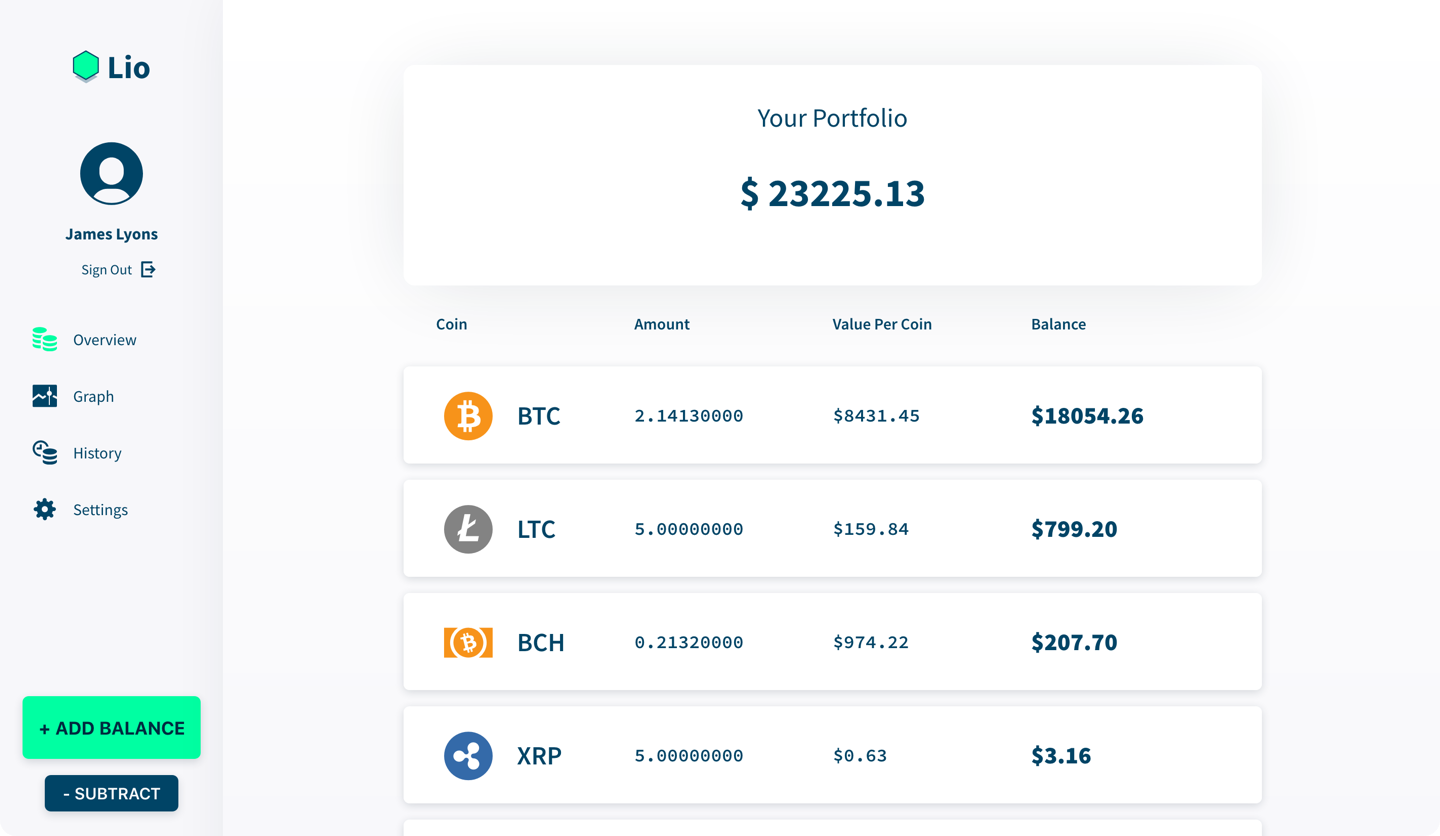 Lio
James Lyons
Sign Out
Overview
Graph
History
Settings
+ ADD BALANCE
- SUBTRACT
Your Portfolio
$ 23225.13
Coin Amount Value Per Coin Balance
BTC 2.14130000 $8431.45 $18054.26
LTC 5.00000000 $159.84 $799.20
BCH 0.21320000 $974.22 $207.70
XRP 5.00000000 $0.63 $3.16